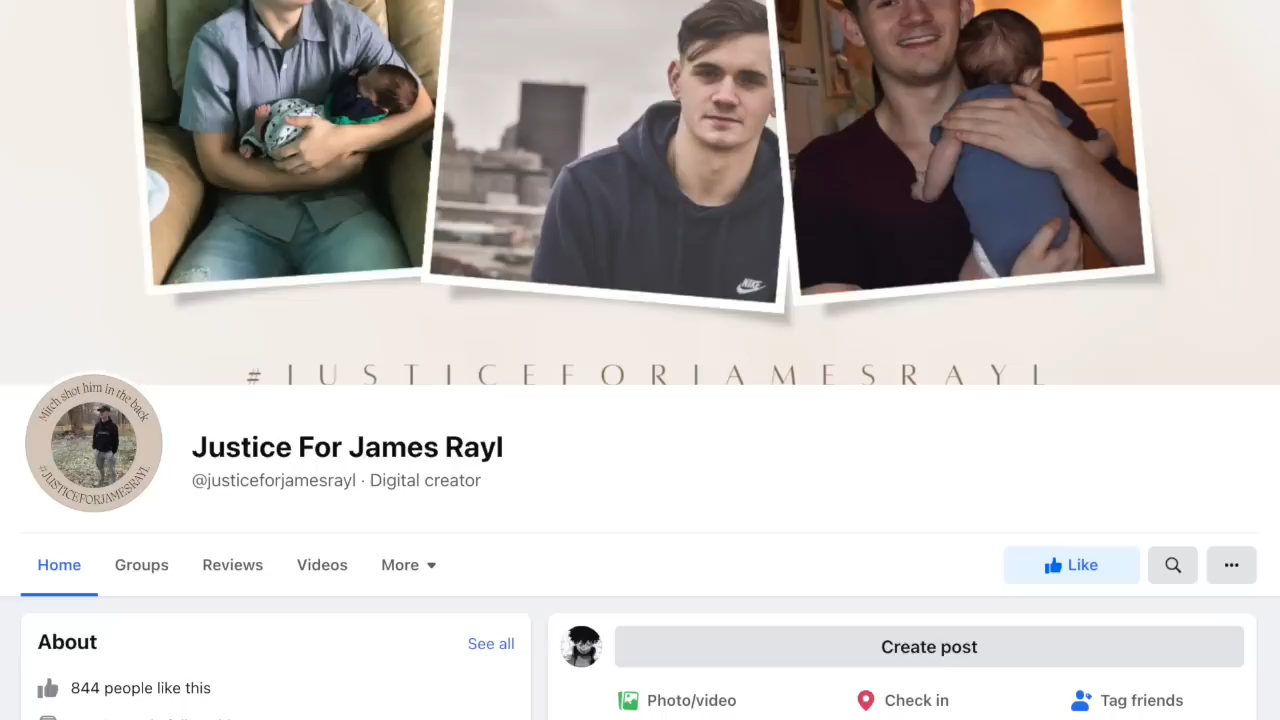 NIKE
#JUSTICEFORJAMESRAYL
Mitch shot him in the back
#JUSTICEFORJAMESRAYL
Justice For James Rayl
@justiceforjamesrayl · Digital creator
Home
Groups
Reviews
Videos
More
Like
About
See all
Create post
844 people like this
Photo/video
Check in
Tag friends